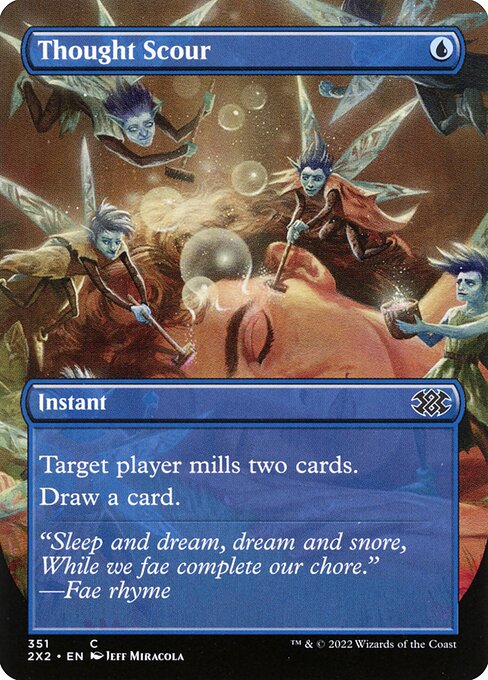 Thought Scour
Instant
Target player mills two cards.
Draw a card.
“Sleep and dream, dream and snore,
While we fae complete our chore.”
—Fae rhyme
351 C
2X2 • EN Jeff Miracola
™ & © 2022 Wizards of the Coast